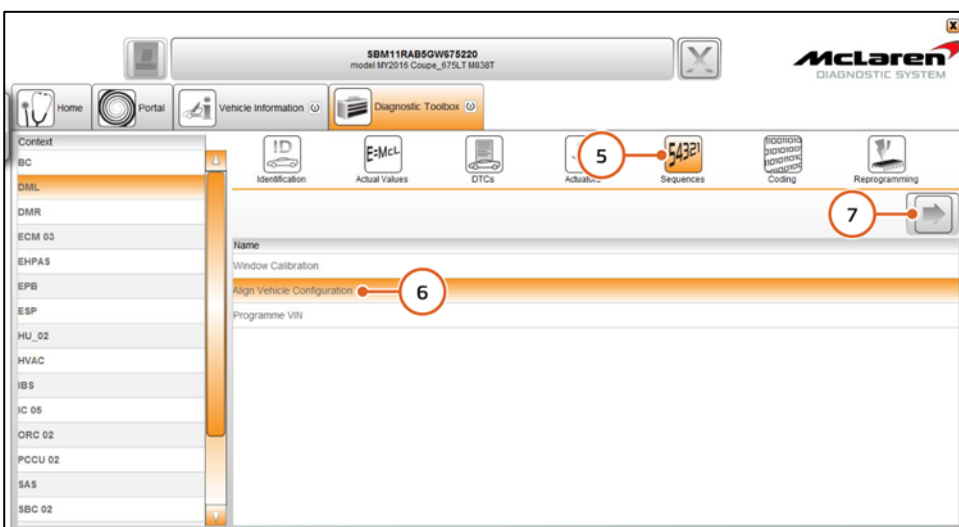 X
SBM11RAB5GW675220
model MY2016 Coupe_675LT M838T
McLaren
DIAGNOSTIC SYSTEM
Home
Portal
Vehicle Information
Diagnostic Toolbox
Context
BC
DML
DMR
ECM 03
EHPAS
EPB
ESP
HU_02
HVAC
IBS
IC 05
ORC 02
PCCU 02
SAS
SBC 02
ID
Identification
E=McL
Actual Values
DTCs
Actuators
5
54321
Sequences
Coding
Reprogramming
7
Name
Window Calibration
Align Vehicle Configuration
6
Programme VIN